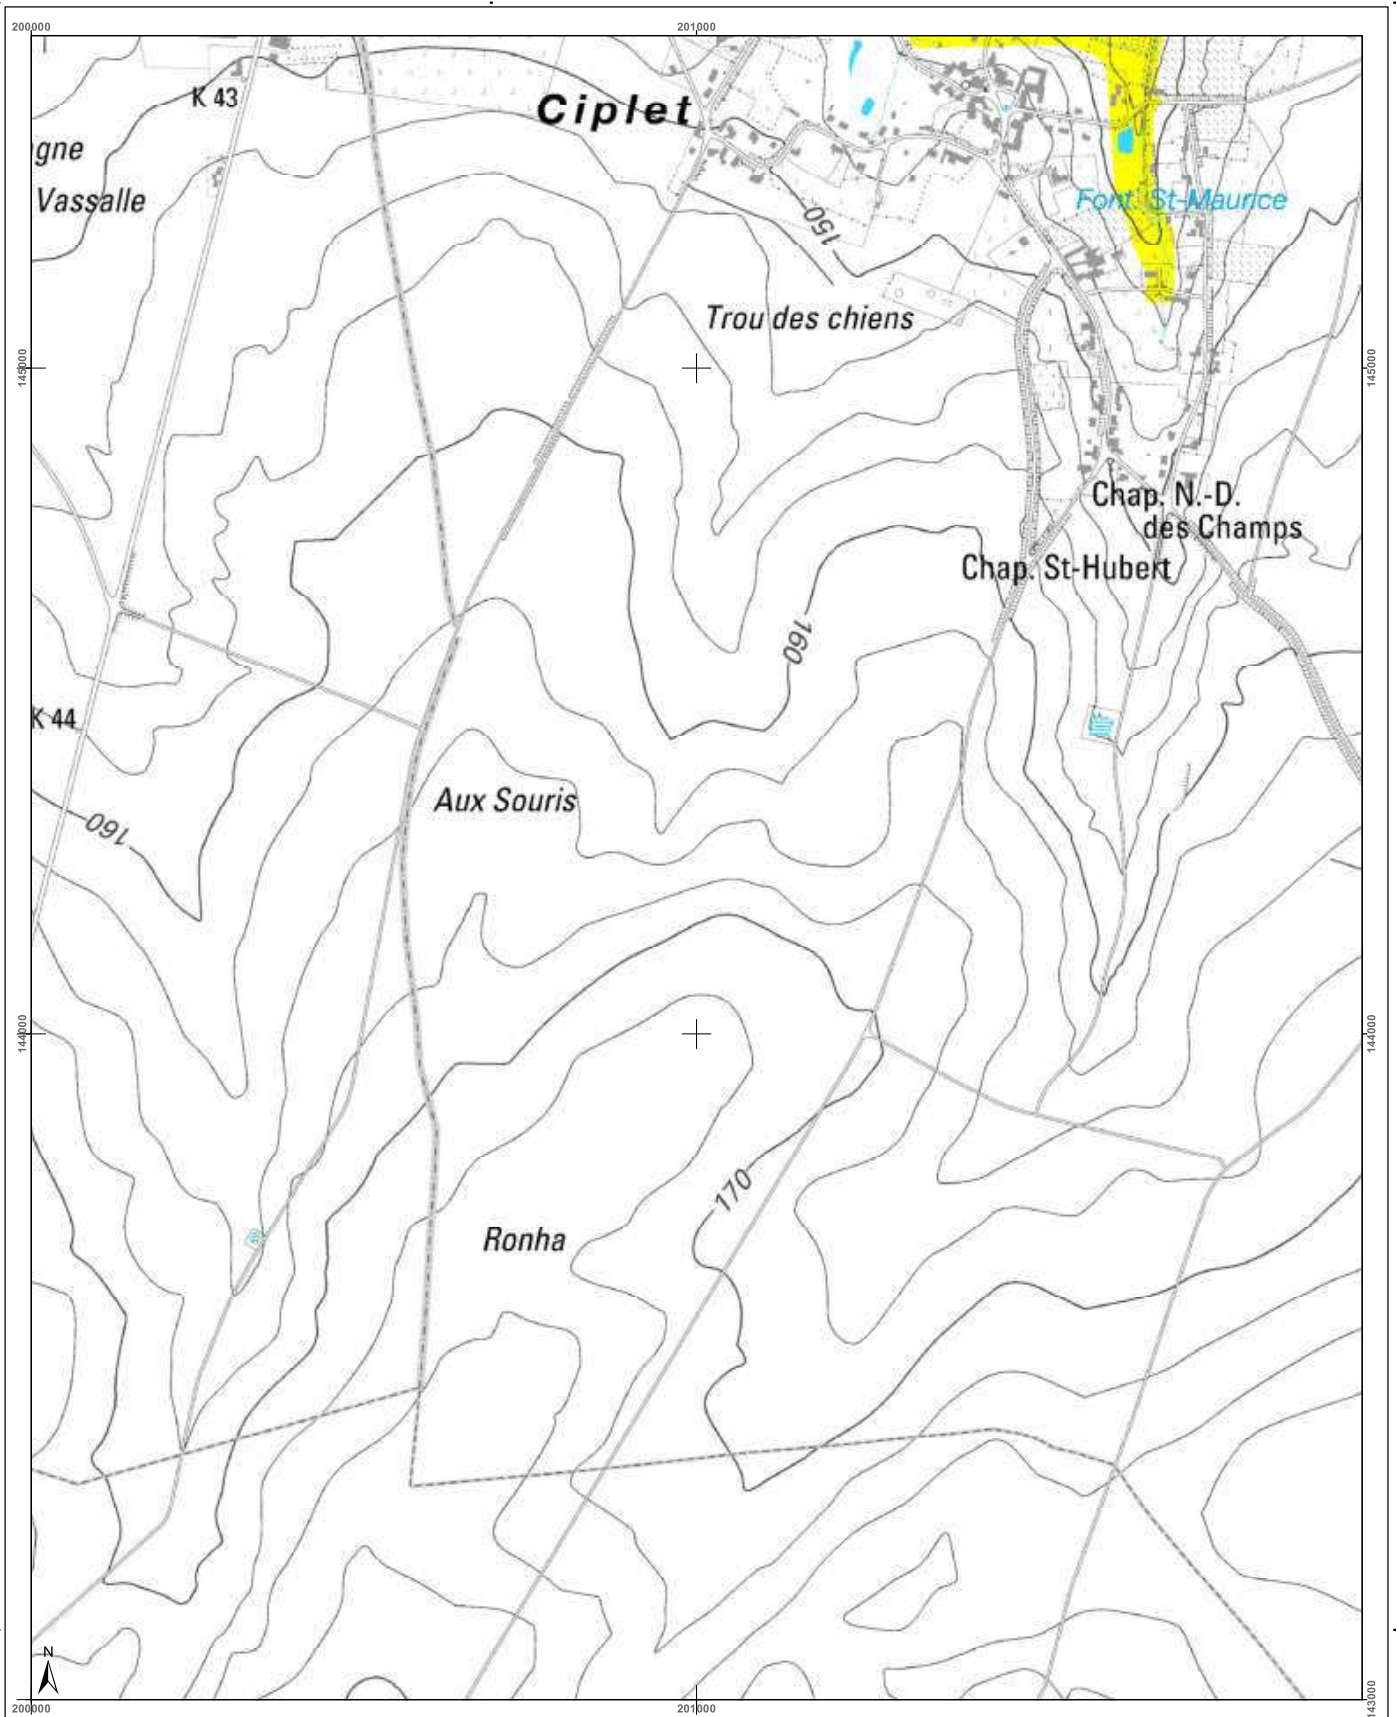 200000
201000
K 43
Ciplet
Vassalle
Font. St-Maurice
150
Trou des chiens
145000
145000
Chap. N.-D.
des Champs
Chap. St-Hubert
160
K 44
Aux Souris
160
144000
144000
170
Ronha
N
200000
201000
143000